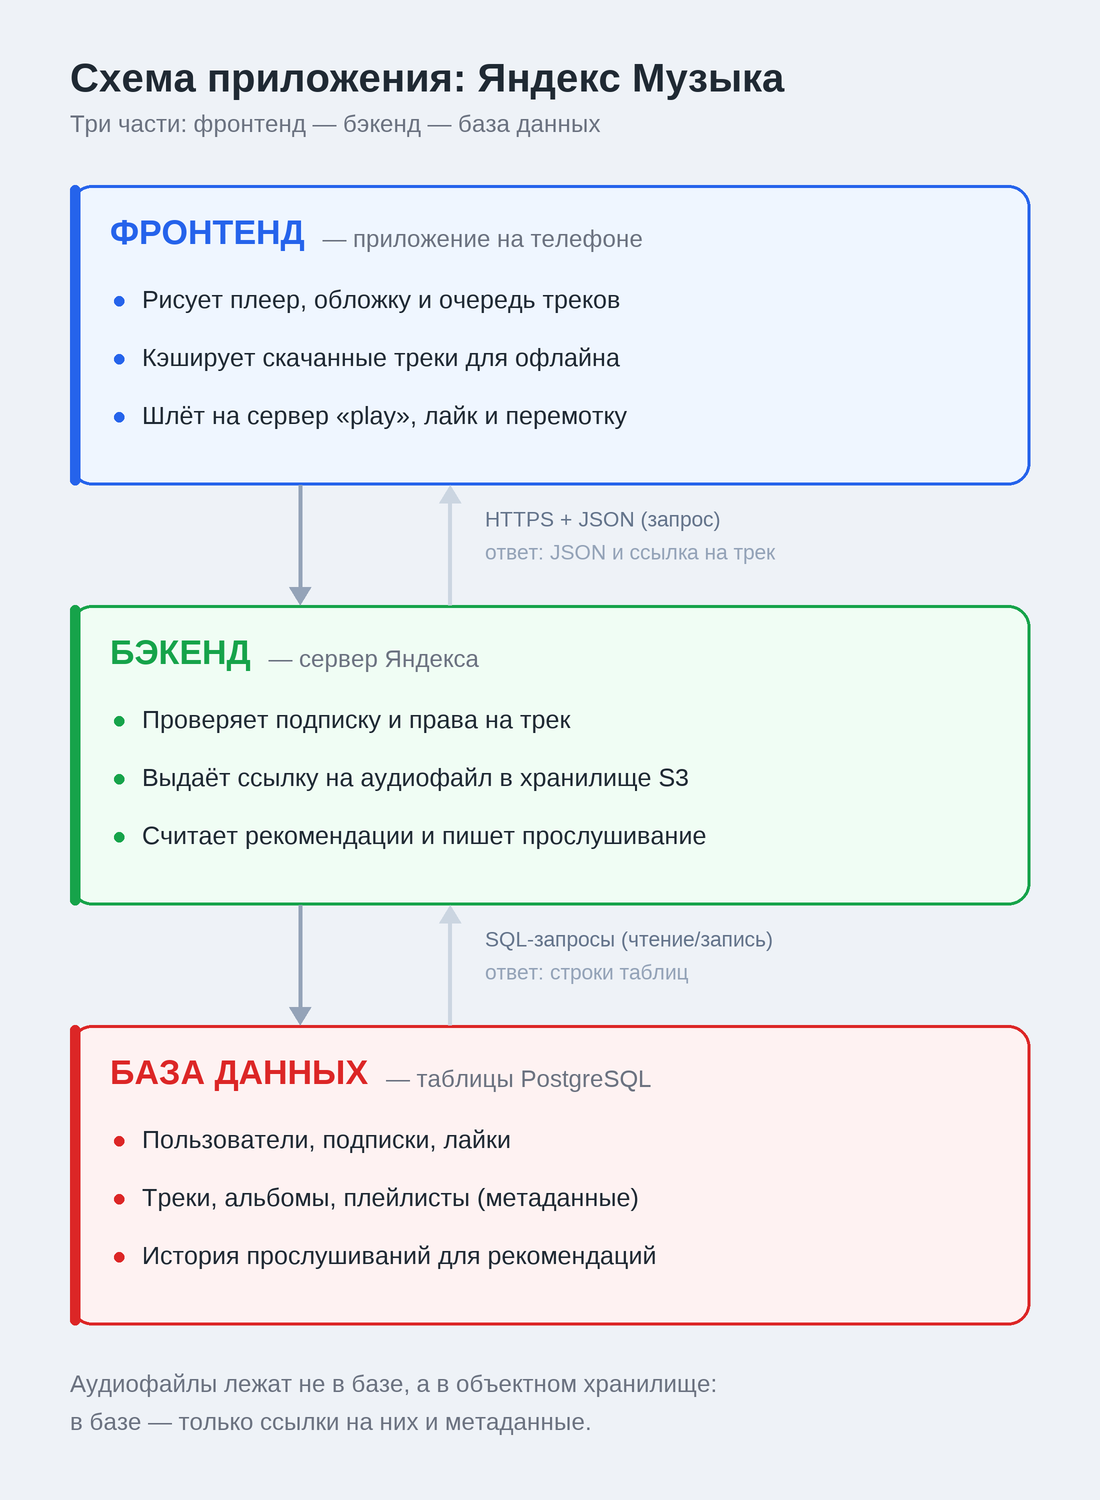 Схема приложения: Яндекс Музыка
Три части: фронтенд — бэкенд — база данных
ФРОНТЕНД — приложение на телефоне
Рисует плеер, обложку и очередь треков
Кэширует скачанные треки для офлайна
Шлёт на сервер «play», лайк и перемотку
HTTPS + JSON (запрос)
ответ: JSON и ссылка на трек
БЭКЕНД — сервер Яндекса
Проверяет подписку и права на трек
Выдаёт ссылку на аудиофайл в хранилище S3
Считает рекомендации и пишет прослушивание
SQL-запросы (чтение/запись)
ответ: строки таблиц
БАЗА ДАННЫХ — таблицы PostgreSQL
Пользователи, подписки, лайки
Треки, альбомы, плейлисты (метаданные)
История прослушиваний для рекомендаций
Аудиофайлы лежат не в базе, а в объектном хранилище:
в базе — только ссылки на них и метаданные.